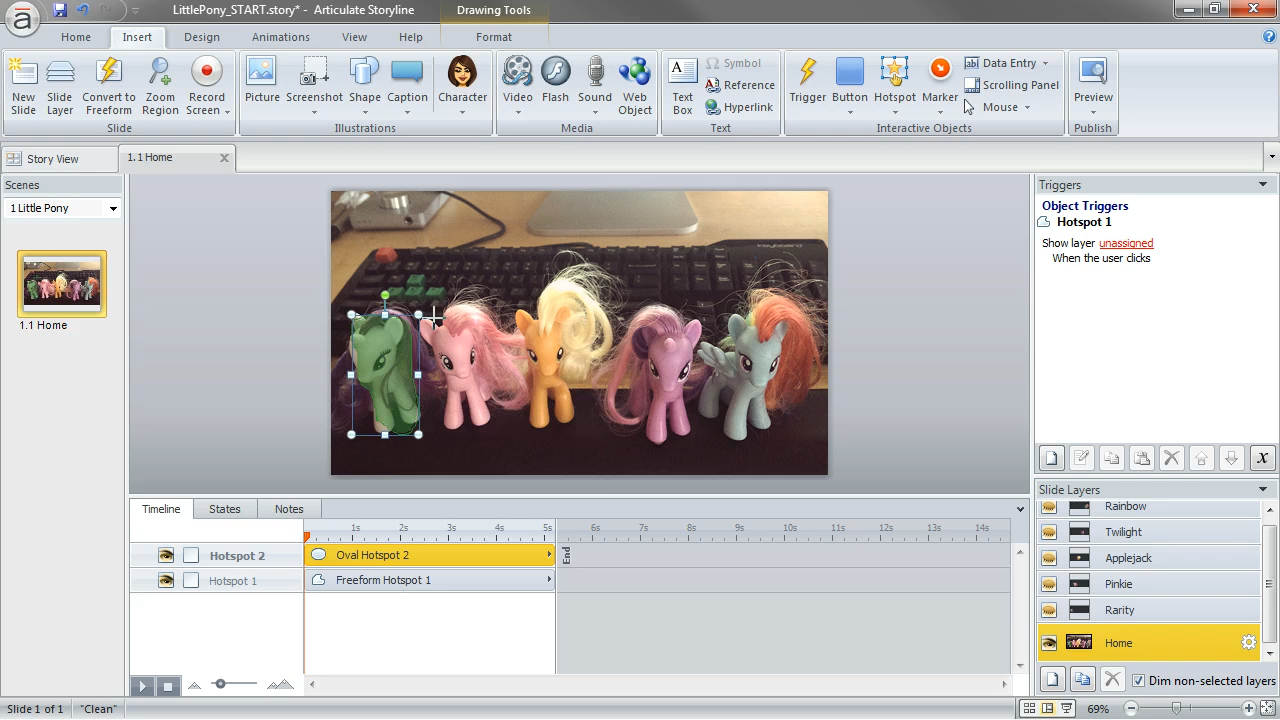 LittlePony_START.story* - Articulate Storyline
Drawing Tools
Home Insert Design Animations View Help Format
New Slide
Slide Layer
Convert to Freeform
Zoom Region
Record Screen
Slide
Picture
Screenshot
Shape
Caption
Character
Illustrations
Video
Flash
Sound
Web Object
Media
Text Box
Symbol
Reference
Hyperlink
Text
Trigger
Button
Hotspot
Marker
Data Entry
Scrolling Panel
Mouse
Interactive Objects
Preview
Publish
Story View
1.1 Home
Scenes
1 Little Pony
1.1 Home
Triggers
Object Triggers
Hotspot 1
Show layer unassigned
When the user clicks
Timeline States Notes
1s 2s 3s 4s 5s 6s 7s 8s 9s 10s 11s 12s 13s 14s
Hotspot 2 Oval Hotspot 2
Hotspot 1 Freeform Hotspot 1
End
Slide Layers
Rainbow
Twilight
Applejack
Pinkie
Rarity
Home
Dim non-selected layers
Slide 1 of 1 "Clean" 69%